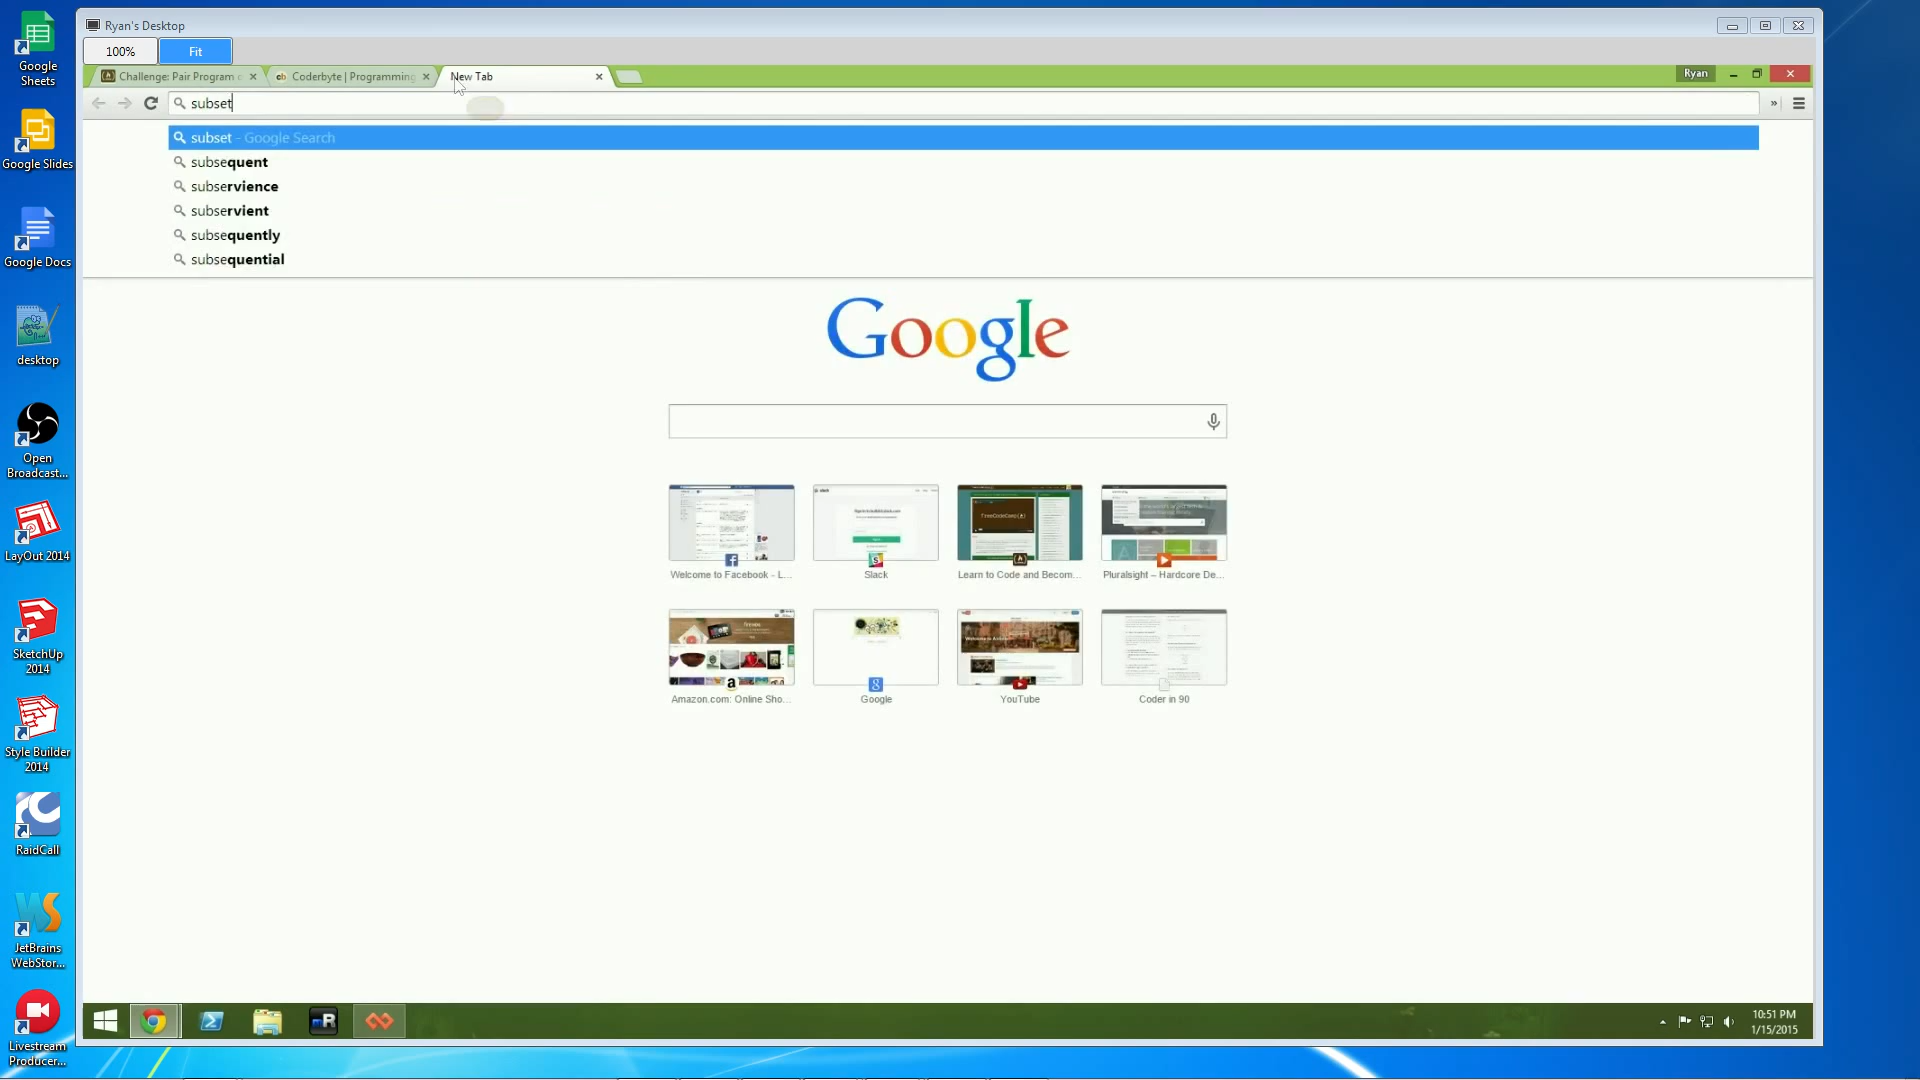 Ryan's Desktop
100% Fit
Challenge: Pair Program o
Coderbyte | Programming
New Tab
Ryan
subset
subset - Google Search
subsequent
subservience
subservient
subsequently
subsequential
Google
Welcome to Facebook - L...
Slack
Learn to Code and Becom...
Pluralsight – Hardcore De...
Amazon.com: Online Sho...
Google
YouTube
Coder in 90
10:51 PM
1/15/2015
Google
Sheets
Google Slides
Google Docs
desktop
Open
Broadcast...
LayOut 2014
SketchUp
2014
Style Builder
2014
RaidCall
JetBrains
WebStor...
Livestream
Producer...